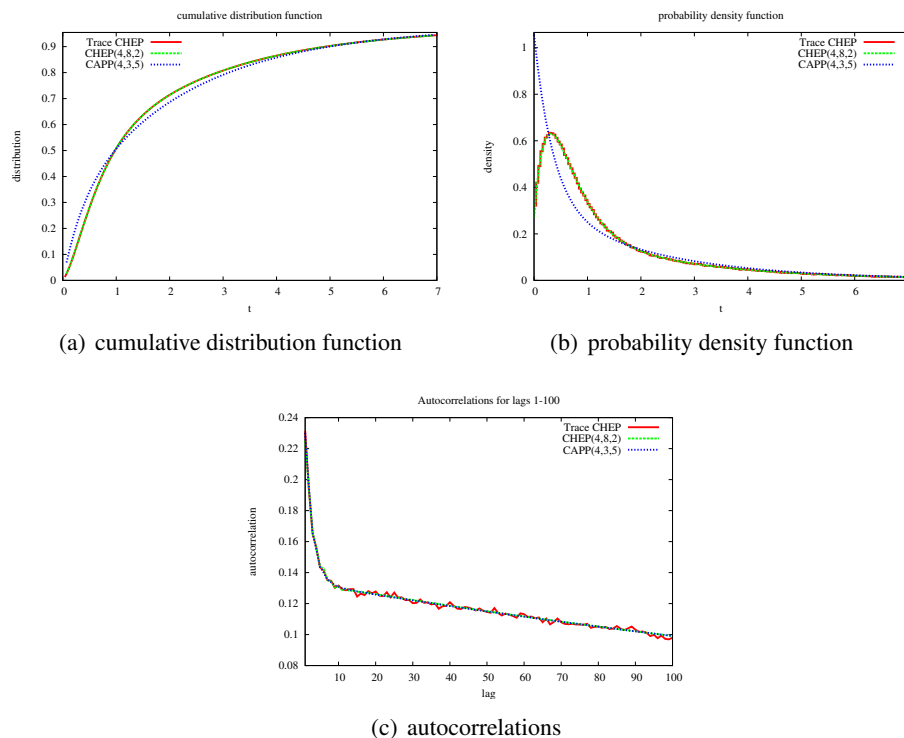 cumulative distribution function
Trace CHEP
CHEP(4,8,2)
CAPP(4,3,5)
0.9
0.8
0.7
0.6
0.5
0.4
0.3
0.2
0.1
0
distribution
0 1 2 3 4 5 6 7
t
(a) cumulative distribution function
probability density function
Trace CHEP
CHEP(4,8,2)
CAPP(4,3,5)
1
0.8
0.6
0.4
0.2
0
density
0 1 2 3 4 5 6
t
(b) probability density function
Autocorrelations for lags 1-100
Trace CHEP
CHEP(4,8,2)
CAPP(4,3,5)
0.24
0.22
0.2
0.18
0.16
0.14
0.12
0.1
0.08
autocorrelation
10 20 30 40 50 60 70 80 90 100
lag
(c) autocorrelations